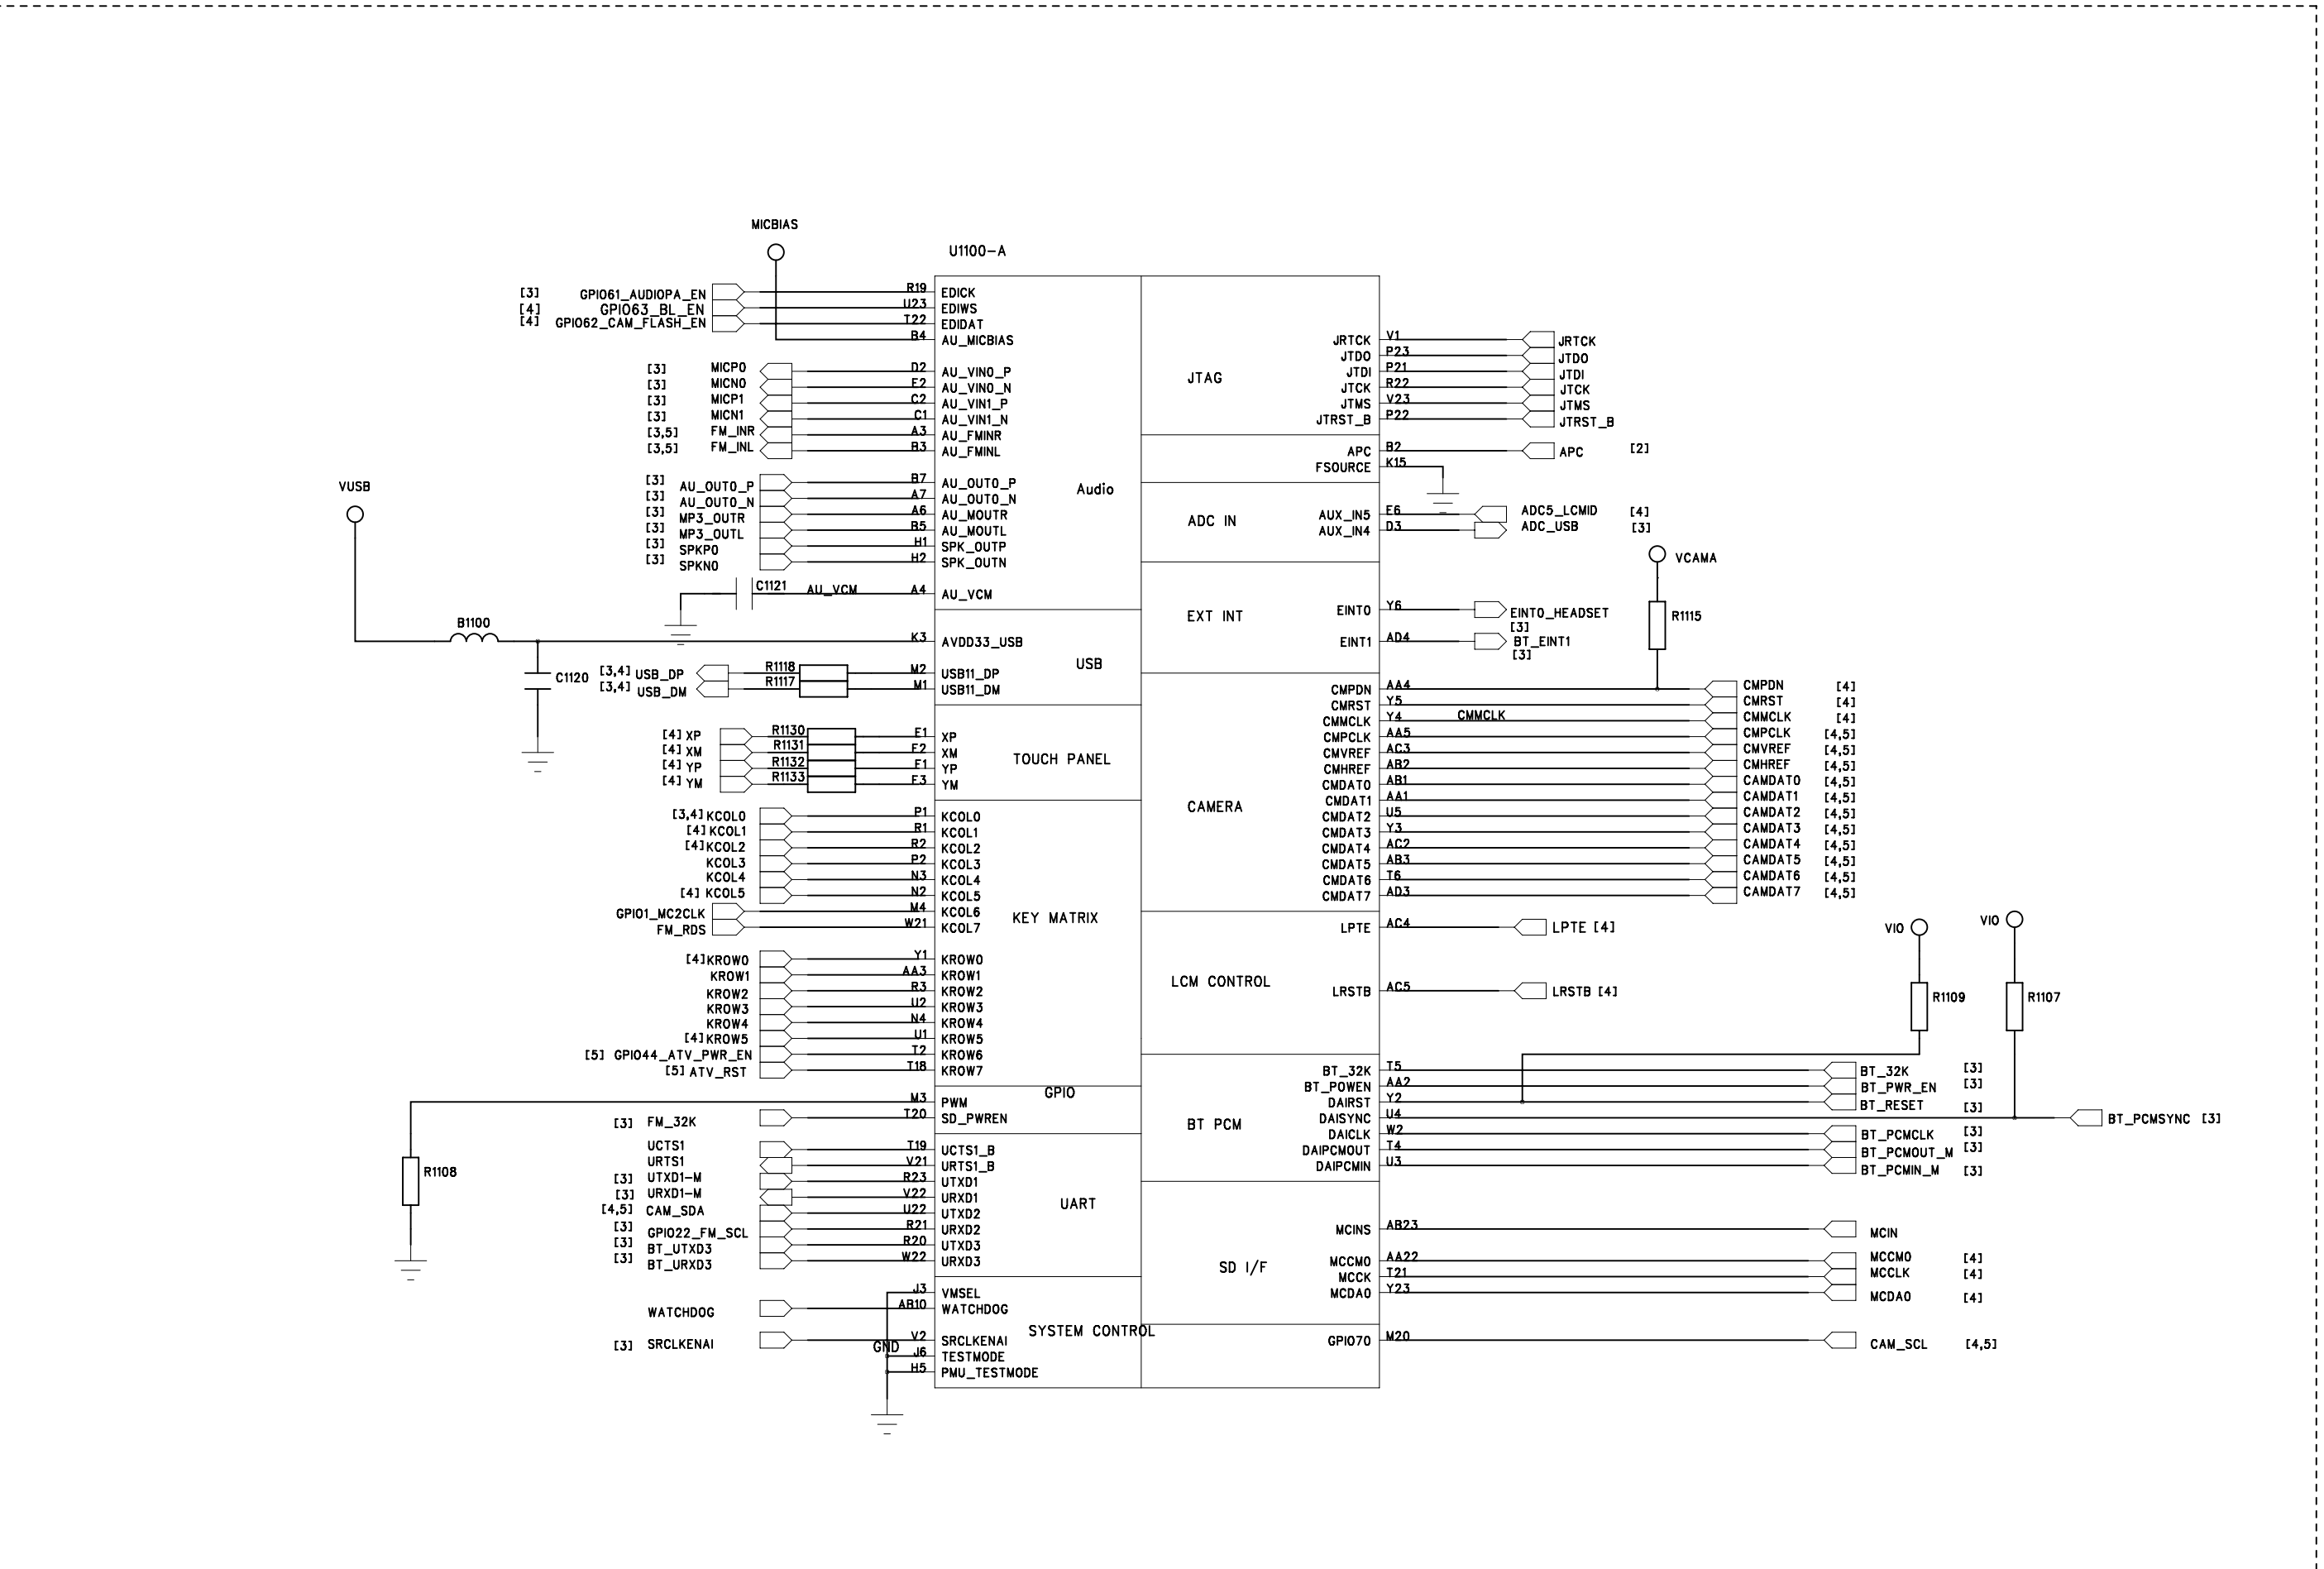 MICBIAS
U1100-A
[3] GPIO61_AUDIOPA_EN R19 EDICK
[4] GPIO63_BL_EN U23 EDIWS
[4] GPIO62_CAM_FLASH_EN T22 EDIDAT
B4 AU_MICBIAS
JRTCK V1 JRTCK
JTDO P23 JTDO
[3] MICP0 D2 AU_VIN0_P JTAG JTDI P21 JTDI
[3] MICN0 E2 AU_VIN0_N JTCK R22 JTCK
[3] MICP1 C2 AU_VIN1_P JTMS V23 JTMS
[3] MICN1 C1 AU_VIN1_N JTRST_B P22 JTRST_B
[3,5] FM_INR A3 AU_FMINR
[3,5] FM_INL B3 AU_FMINL APC B2 APC [2]
FSOURCE K15
VUSB
[3] AU_OUT0_P B7 AU_OUT0_P Audio
[3] AU_OUT0_N A7 AU_OUT0_N
[3] MP3_OUTR A6 AU_MOUTR ADC IN AUX_IN5 E6 ADC5_LCMID [4]
[3] MP3_OUTL B5 AU_MOUTL AUX_IN4 D3 ADC_USB [3]
[3] SPKP0 H1 SPK_OUTP
[3] SPKN0 H2 SPK_OUTN
VCAMA
C1121 AU_VCM A4 AU_VCM
EXT INT EINT0 Y6 EINT0_HEADSET
[3]
R1115
B1100 K3 AVDD33_USB EINT1 AD4 BT_EINT1
[3]
USB
C1120 [3,4] USB_DP R1118 M2 USB11_DP
[3,4] USB_DM R1117 M1 USB11_DM CMPDN AA4 CMPDN [4]
CMRST Y5 CMRST [4]
CMMCLK Y4 CMMCLK CMMCLK [4]
[4] XP R1130 E1 XP CMPCLK AA5 CMPCLK [4,5]
[4] XM R1131 F2 XM CMVREF AC3 CMVREF [4,5]
TOUCH PANEL
[4] YP R1132 F1 YP CMHREF AB2 CMHREF [4,5]
[4] YM R1133 F3 YM CMDAT0 AB1 CAMDAT0 [4,5]
CAMERA CMDAT1 AA1 CAMDAT1 [4,5]
[3,4] KCOL0 P1 KCOL0 CMDAT2 U5 CAMDAT2 [4,5]
[4] KCOL1 R1 KCOL1 CMDAT3 Y3 CAMDAT3 [4,5]
[4] KCOL2 R2 KCOL2 CMDAT4 AC2 CAMDAT4 [4,5]
KCOL3 P2 KCOL3 CMDAT5 AB3 CAMDAT5 [4,5]
KCOL4 N3 KCOL4 CMDAT6 T6 CAMDAT6 [4,5]
[4] KCOL5 N2 KCOL5 CMDAT7 AD3 CAMDAT7 [4,5]
GPIO1_MC2CLK M4 KCOL6
KEY MATRIX
FM_RDS W21 KCOL7 LPTE AC4 LPTE [4] VIO VIO
[4] KROW0 Y1 KROW0
KROW1 AA3 KROW1 LCM CONTROL
KROW2 R3 KROW2 LRSTB AC5 LRSTB [4] R1109 R1107
KROW3 U2 KROW3
KROW4 N4 KROW4
[4] KROW5 U1 KROW5
[5] GPIO44_ATV_PWR_EN T2 KROW6
[5] ATV_RST T18 KROW7 BT_32K T5 BT_32K [3]
GPIO BT_POWEN AA2 BT_PWR_EN [3]
M3 PWM DAIRST Y2 BT_RESET [3]
[3] FM_32K T20 SD_PWREN BT PCM DAISYNC U4 BT_PCMSYNC [3]
DAICLK W2 BT_PCMCLK [3]
UCTS1 T19 UCTS1_B DAIPCMOUT T4 BT_PCMOUT_M [3]
URTS1 V21 URTS1_B DAIPCMIN U3 BT_PCMIN_M [3]
R1108
[3] UTXD1-M R23 UTXD1
[3] URXD1-M V22 URXD1
UART
[4,5] CAM_SDA U22 UTXD2
[3] GPIO22_FM_SCL R21 URXD2 MCINS AB23 MCIN
[3] BT_UTXD3 R20 UTXD3
[3] BT_URXD3 W22 URXD3 SD I/F MCCM0 AA22 MCCM0 [4]
MCCK T21 MCCLK [4]
J3 VMSEL MCDA0 Y23 MCDA0 [4]
WATCHDOG AB10 WATCHDOG
SYSTEM CONTROL
[3] SRCLKENAI V2 SRCLKENAI GPIO70 M20 CAM_SCL [4,5]
GND J6 TESTMODE
H5 PMU_TESTMODE